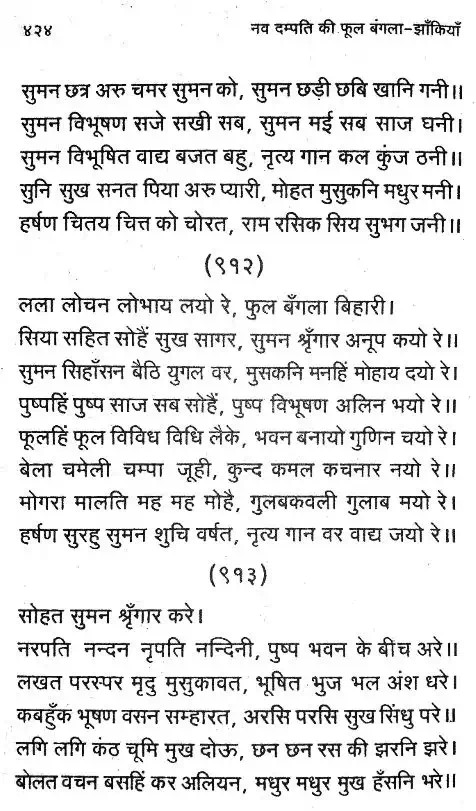 ४२४ नव दम्पति की फूल बंगला-झाँकियाँ
सुमन छत्र अरु चमर सुमन को, सुमन छड़ी छबि खानि गनी।।
सुमन विभूषण सजे सखी सब, सुमन मई सब साज घनी।
सुमन विभूषित वाद्य बजत बहु, नृत्य गान कल कुंज ठनी।।
सुनि सुख सनत पिया अरु प्यारी, मोहत मुसुकनि मधुर मनी।
हर्षण चितय चित्त को चोरत, राम रसिक सिय सुभग जनी।।
(९१२)
लला लोचन लोभाय लयो रे, फुल बँगला बिहारी।
सिया सहित सोहैं सुख सागर, सुमन श्रृँगार अनूप कयो रे।।
सुमन सिहाँसन बैठि युगल वर, मुसकनि मनहिं मोहाय दयो रे।
पुष्पहिं पुष्प साज सब सोहैं, पुष्प विभूषण अलिन भयो रे।।
फूलहिं फूल विविध विधि लैके, भवन बनायो गुणिन चयो रे।
बेला चमेली चम्पा जूही, कुन्द कमल कचनार नयो रे।।
मोगरा मालति मह मह मोहै, गुलबकवली गुलाब मयो रे।
हर्षण सुरहु सुमन शुचि वर्षत, नृत्य गान वर वाद्य जयो रे।।
(९१३)
सोहत सुमन श्रृँगार करे।
नरपति नन्दन नृपति नन्दिनी, पुष्प भवन के बींच अरे।।
लखत परस्पर मृदु मुसुकावत, भूषित भुज भल अंश धरे।
कबहुँक भूषण वसन सम्हारत, अरसि परसि सुख सिंधु परे।।
लगि लगि कंठ चूमि मुख दोऊ, छन छन रस की झरनि झरे।
बोलत वचन बसहिं कर अलियन, मधुर मधुर मुख हँसनि भरे।।